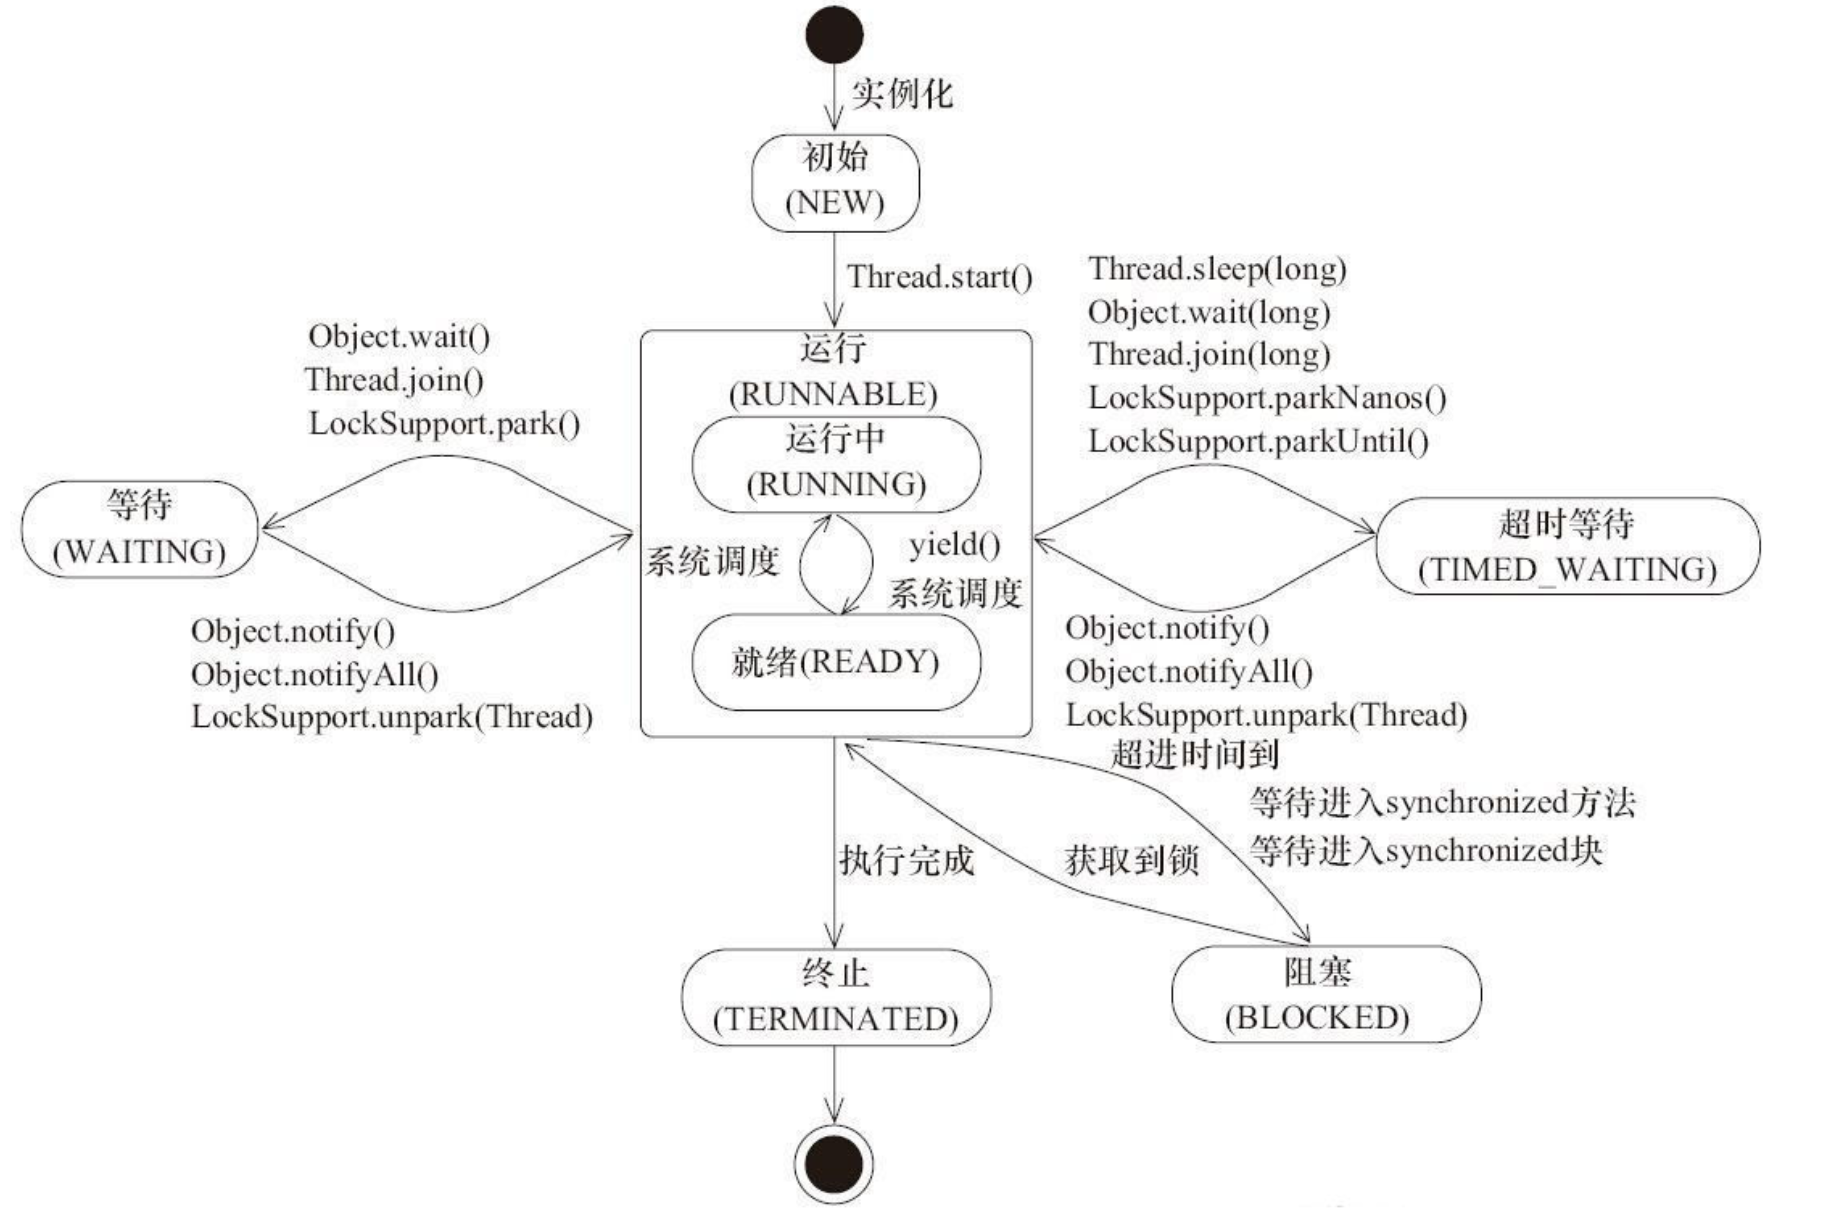 实例化
初始
(NEW)
Thread.start()
Thread.sleep(long)
Object.wait(long)
Thread.join(long)
LockSupport.parkNanos()
LockSupport.parkUntil()
Object.wait()
Thread.join()
LockSupport.park()
运行
(RUNNABLE)
运行中
(RUNNING)
等待
(WAITING)
超时等待
(TIMED_WAITING)
系统调度
yield()
系统调度
就绪(READY)
Object.notify()
Object.notifyAll()
LockSupport.unpark(Thread)
Object.notify()
Object.notifyAll()
LockSupport.unpark(Thread)
超进时间到
等待进入synchronized方法
等待进入synchronized块
执行完成
获取到锁
终止
(TERMINATED)
阻塞
(BLOCKED)